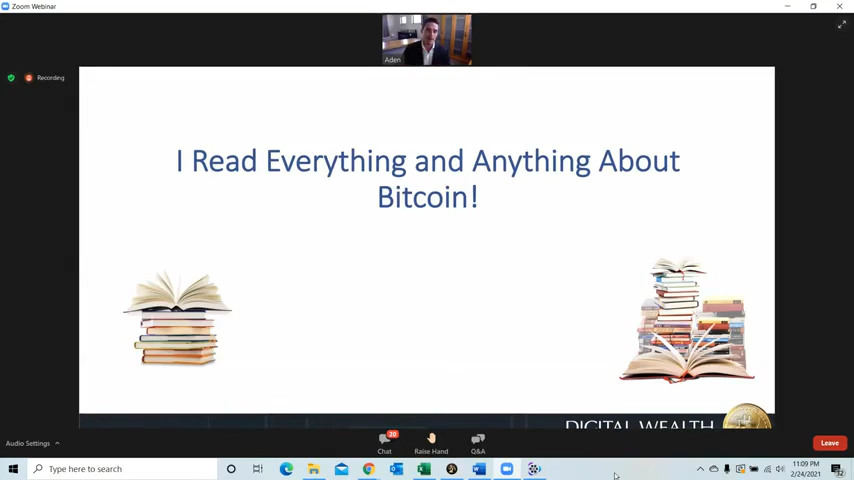 Zoom Webinar
Aden
Recording
I Read Everything and Anything About
Bitcoin!
DIGITAL WEALTH
Audio Settings
20
Chat
Raise Hand
Q&A
Leave
Type here to search
11:09 PM
2/24/2021
12